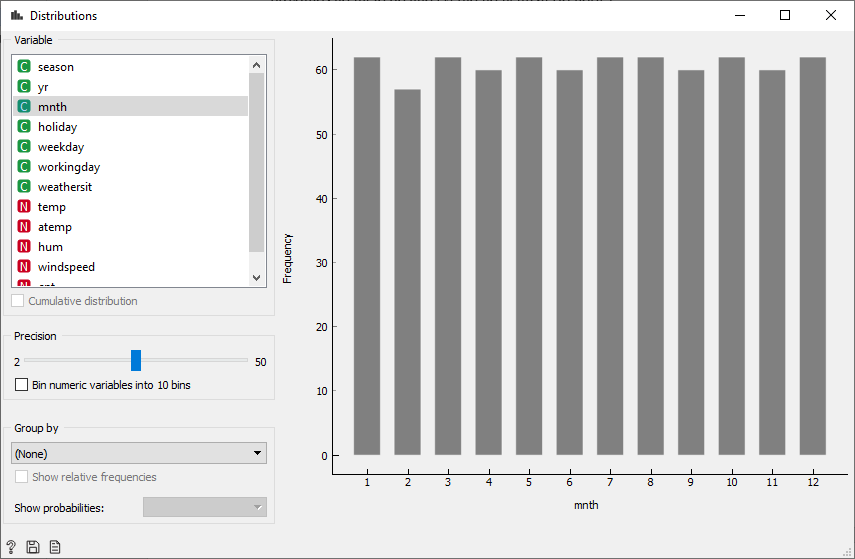 Distributions
Variable
C season
C yr
C mnth
C holiday
C weekday
C workingday
C weathersit
N temp
N atemp
N hum
N windspeed
Cumulative distribution
Precision
2 50
Bin numeric variables into 10 bins
Group by
(None)
Show relative frequencies
Show probabilities:
?
Frequency
60
50
40
30
20
10
0
1 2 3 4 5 6 7 8 9 10 11 12
mnth